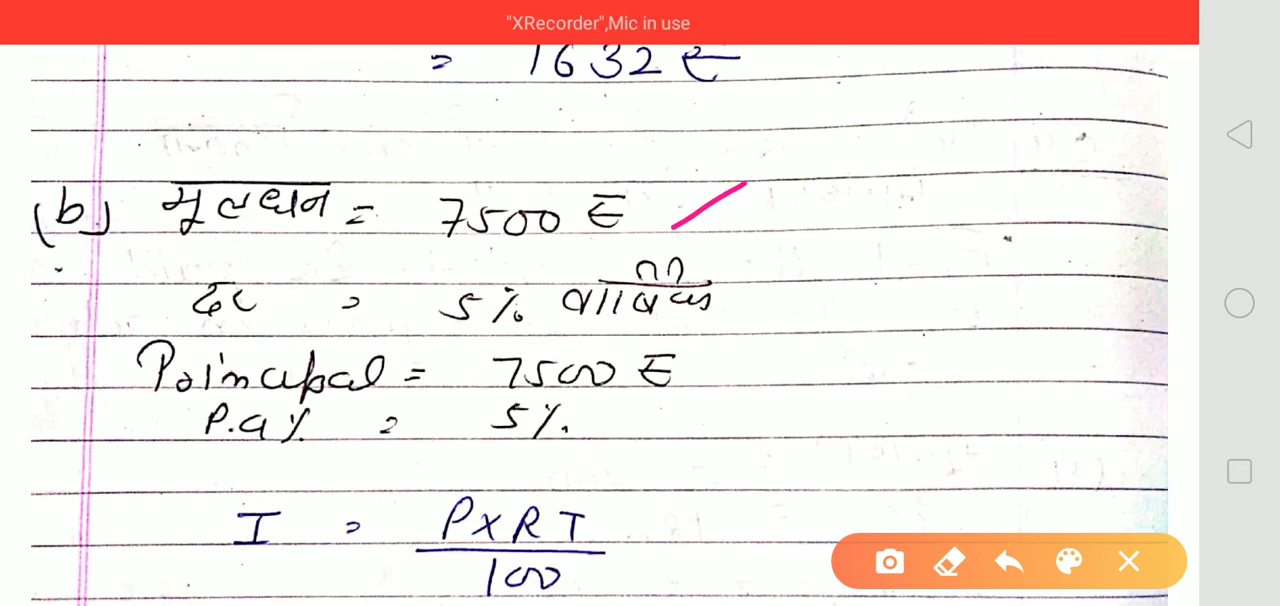 "XRecorder",Mic in use
= 1632 ₹
(b) मूलधन = 7500 ₹
दर = 5% वार्षिक
Principal = 7500 ₹
P.a % = 5%
I = P×RT
100